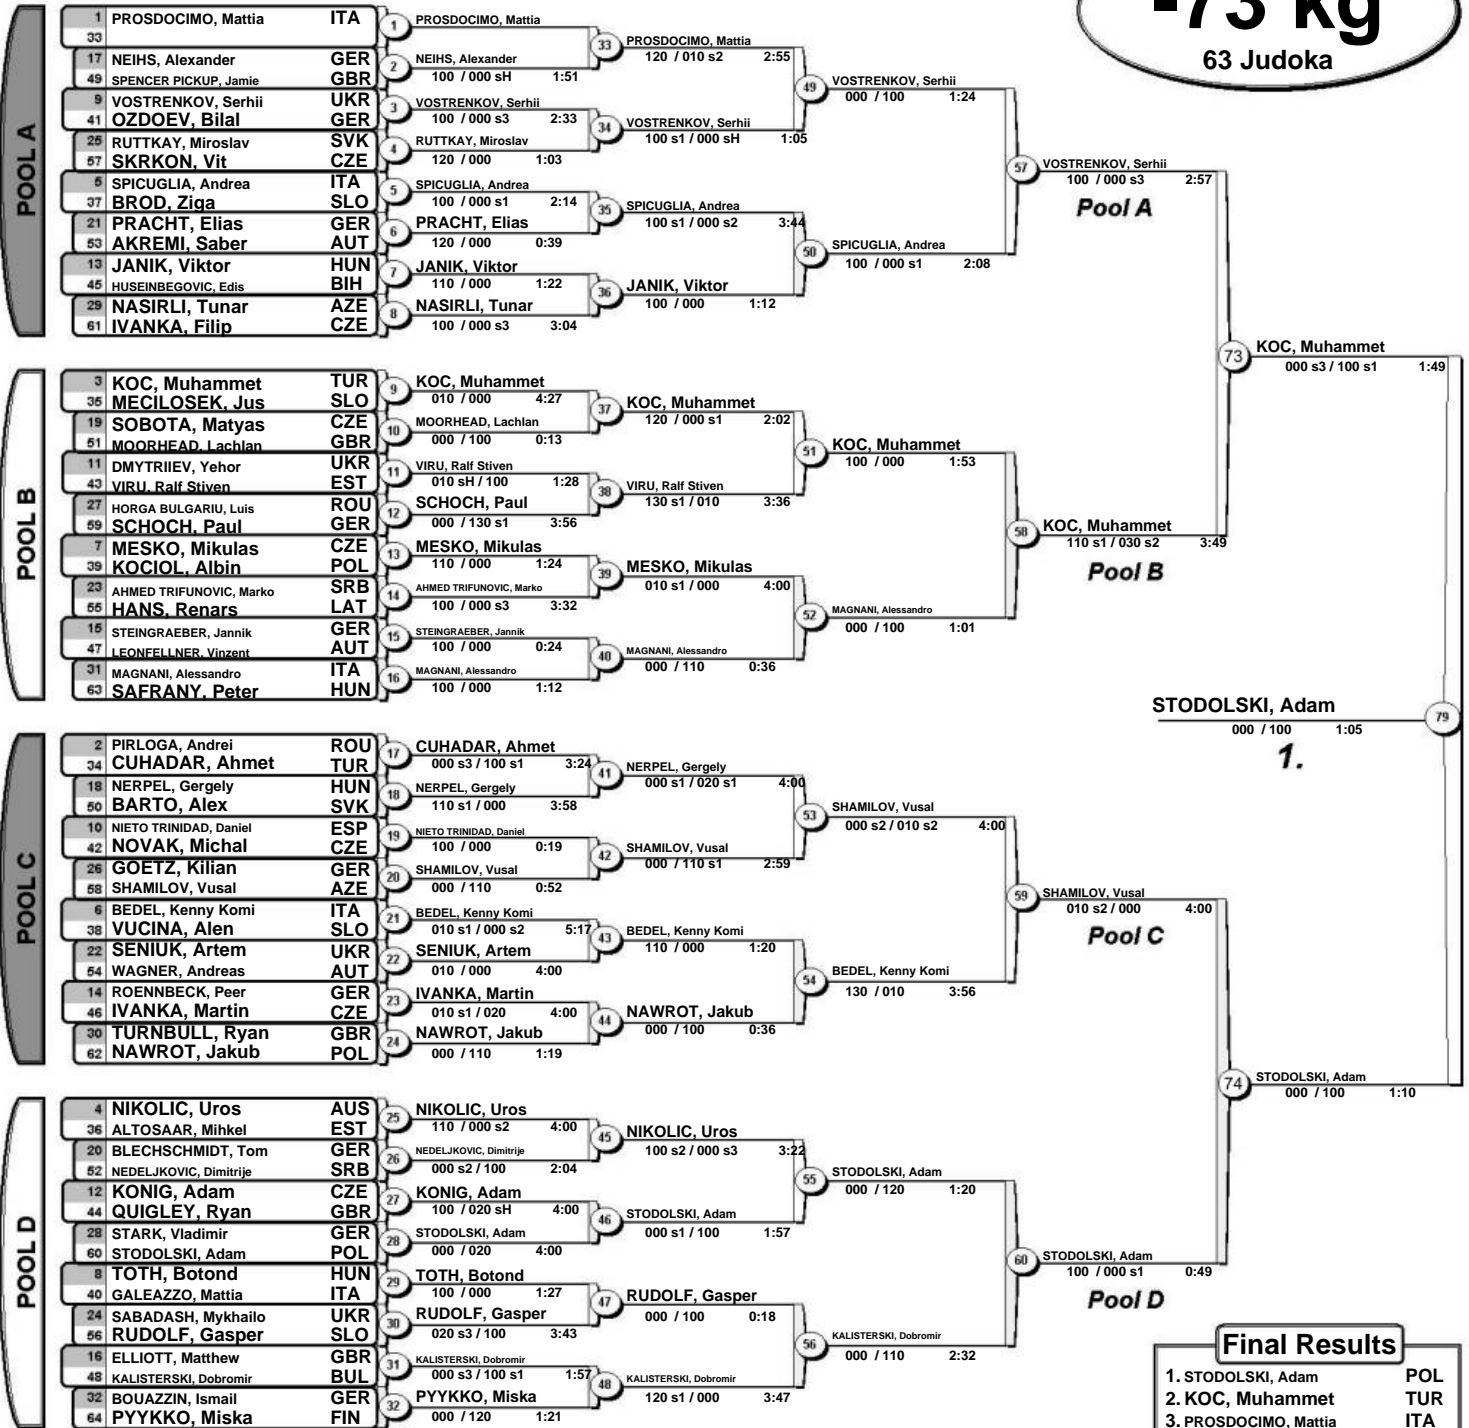 -73 kg
63 Judoka
POOL A
1 PROSDOCIMO, Mattia ITA
33
17 NEIHS, Alexander GER
49 SPENCER PICKUP, Jamie GBR
9 VOSTRENKOV, Serhii UKR
41 OZDOEV, Bilal GER
25 RUTTKAY, Miroslav SVK
57 SKRKON, Vit CZE
5 SPICUGLIA, Andrea ITA
37 BROD, Ziga SLO
21 PRACHT, Elias GER
53 AKREMI, Saber AUT
13 JANIK, Viktor HUN
45 HUSEINBEGOVIC, Edis BIH
29 NASIRLI, Tunar AZE
61 IVANKA, Filip CZE
1 PROSDOCIMO, Mattia
2 NEIHS, Alexander
100 / 000 sH 1:51
3 VOSTRENKOV, Serhii
100 / 000 s3 2:33
4 RUTTKAY, Miroslav
120 / 000 1:03
5 SPICUGLIA, Andrea
100 / 000 s1 2:14
6 PRACHT, Elias
120 / 000 0:39
7 JANIK, Viktor
110 / 000 1:22
8 NASIRLI, Tunar
100 / 000 s3 3:04
33 PROSDOCIMO, Mattia
120 / 010 s2 2:55
34 VOSTRENKOV, Serhii
100 s1 / 000 sH 1:05
35 SPICUGLIA, Andrea
100 s1 / 000 s2 3:44
36 JANIK, Viktor
100 / 000 1:12
49 VOSTRENKOV, Serhii
000 / 100 1:24
50 SPICUGLIA, Andrea
100 / 000 s1 2:08
57 VOSTRENKOV, Serhii
100 / 000 s3 2:57
Pool A
POOL B
3 KOC, Muhammet TUR
35 MECILOSEK, Jus SLO
19 SOBOTA, Matyas CZE
51 MOORHEAD, Lachlan GBR
11 DMYTRIIEV, Yehor UKR
43 VIRU, Ralf Stiven EST
27 HORGA BULGARIU, Luis ROU
59 SCHOCH, Paul GER
7 MESKO, Mikulas CZE
39 KOCIOL, Albin POL
23 AHMED TRIFUNOVIC, Marko SRB
55 HANS, Renars LAT
15 STEINGRAEBER, Jannik GER
47 LEONFELLNER, Vinzent AUT
31 MAGNANI, Alessandro ITA
63 SAFRANY, Peter HUN
9 KOC, Muhammet
010 / 000 4:27
10 MOORHEAD, Lachlan
000 / 100 0:13
11 VIRU, Ralf Stiven
010 sH / 100 1:28
12 SCHOCH, Paul
000 / 130 s1 3:56
13 MESKO, Mikulas
110 / 000 1:24
14 AHMED TRIFUNOVIC, Marko
100 / 000 s3 3:32
15 STEINGRAEBER, Jannik
100 / 000 0:24
16 MAGNANI, Alessandro
100 / 000 1:12
37 KOC, Muhammet
120 / 000 s1 2:02
38 VIRU, Ralf Stiven
130 s1 / 010 3:36
39 MESKO, Mikulas
010 s1 / 000 4:00
40 MAGNANI, Alessandro
000 / 110 0:36
51 KOC, Muhammet
100 / 000 1:53
52 MAGNANI, Alessandro
000 / 100 1:01
58 KOC, Muhammet
110 s1 / 030 s2 3:49
Pool B
73 KOC, Muhammet
000 s3 / 100 s1 1:49
STODOLSKI, Adam 79
000 / 100 1:05
1.
POOL C
2 PIRLOGA, Andrei ROU
34 CUHADAR, Ahmet TUR
18 NERPEL, Gergely HUN
50 BARTO, Alex SVK
10 NIETO TRINIDAD, Daniel ESP
42 NOVAK, Michal CZE
26 GOETZ, Kilian GER
58 SHAMILOV, Vusal AZE
6 BEDEL, Kenny Komi ITA
38 VUCINA, Alen SLO
22 SENIUK, Artem UKR
54 WAGNER, Andreas AUT
14 ROENNBECK, Peer GER
46 IVANKA, Martin CZE
30 TURNBULL, Ryan GBR
62 NAWROT, Jakub POL
17 CUHADAR, Ahmet
000 s3 / 100 s1 3:24
18 NERPEL, Gergely
110 s1 / 000 3:58
19 NIETO TRINIDAD, Daniel
100 / 000 0:19
20 SHAMILOV, Vusal
000 / 110 0:52
21 BEDEL, Kenny Komi
010 s1 / 000 s2 5:17
22 SENIUK, Artem
010 / 000 4:00
23 IVANKA, Martin
010 s1 / 020 4:00
24 NAWROT, Jakub
000 / 110 1:19
41 NERPEL, Gergely
000 s1 / 020 s1 4:00
42 SHAMILOV, Vusal
000 / 110 s1 2:59
43 BEDEL, Kenny Komi
110 / 000 1:20
44 NAWROT, Jakub
000 / 100 0:36
53 SHAMILOV, Vusal
000 s2 / 010 s2 4:00
54 BEDEL, Kenny Komi
130 / 010 3:56
59 SHAMILOV, Vusal
010 s2 / 000 4:00
Pool C
POOL D
4 NIKOLIC, Uros AUS
36 ALTOSAAR, Mihkel EST
20 BLECHSCHMIDT, Tom GER
52 NEDELJKOVIC, Dimitrije SRB
12 KONIG, Adam CZE
44 QUIGLEY, Ryan GBR
28 STARK, Vladimir GER
60 STODOLSKI, Adam POL
8 TOTH, Botond HUN
40 GALEAZZO, Mattia ITA
24 SABADASH, Mykhailo UKR
56 RUDOLF, Gasper SLO
16 ELLIOTT, Matthew GBR
48 KALISTERSKI, Dobromir BUL
32 BOUAZZIN, Ismail GER
64 PYYKKO, Miska FIN
25 NIKOLIC, Uros
110 / 000 s2 4:00
26 NEDELJKOVIC, Dimitrije
000 s2 / 100 2:04
27 KONIG, Adam
100 / 020 sH 4:00
28 STODOLSKI, Adam
000 / 020 4:00
29 TOTH, Botond
100 / 000 1:27
30 RUDOLF, Gasper
020 s3 / 100 3:43
31 KALISTERSKI, Dobromir
000 s3 / 100 s1 1:57
32 PYYKKO, Miska
000 / 120 1:21
45 NIKOLIC, Uros
100 s2 / 000 s3 3:22
46 STODOLSKI, Adam
000 s1 / 100 1:57
47 RUDOLF, Gasper
000 / 100 0:18
48 KALISTERSKI, Dobromir
120 s1 / 000 3:47
55 STODOLSKI, Adam
000 / 120 1:20
56 KALISTERSKI, Dobromir
000 / 110 2:32
60 STODOLSKI, Adam
100 / 000 s1 0:49
Pool D
74 STODOLSKI, Adam
000 / 100 1:10
Final Results
1. STODOLSKI, Adam POL
2. KOC, Muhammet TUR
3. PROSDOCIMO, Mattia ITA